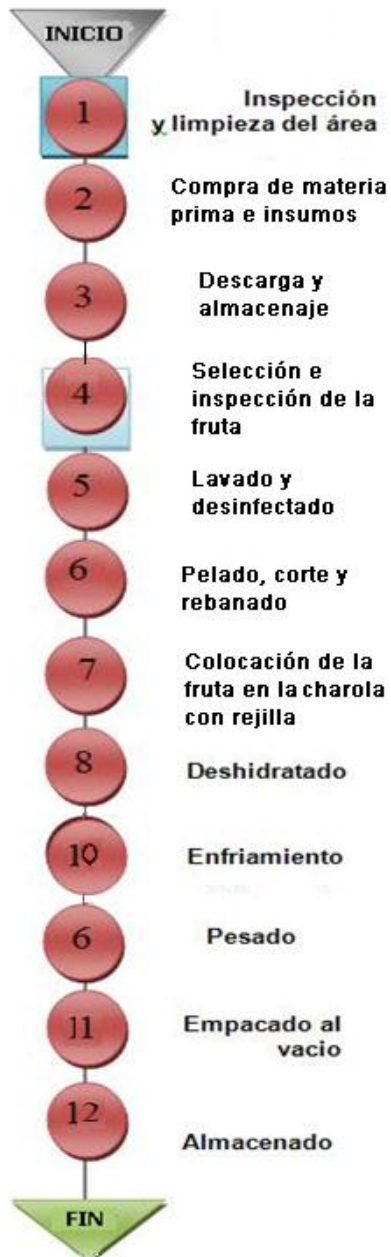 INICIO
1
Inspección
y limpieza del área
2
Compra de materia
prima e insumos
3
Descarga y
almacenaje
4
Selección e
inspección de la
fruta
5
Lavado y
desinfectado
6
Pelado, corte y
rebanado
7
Colocación de la
fruta en la charola
con rejilla
8
Deshidratado
10
Enfriamiento
6
Pesado
11
Empacado al
vacio
12
Almacenado
FIN